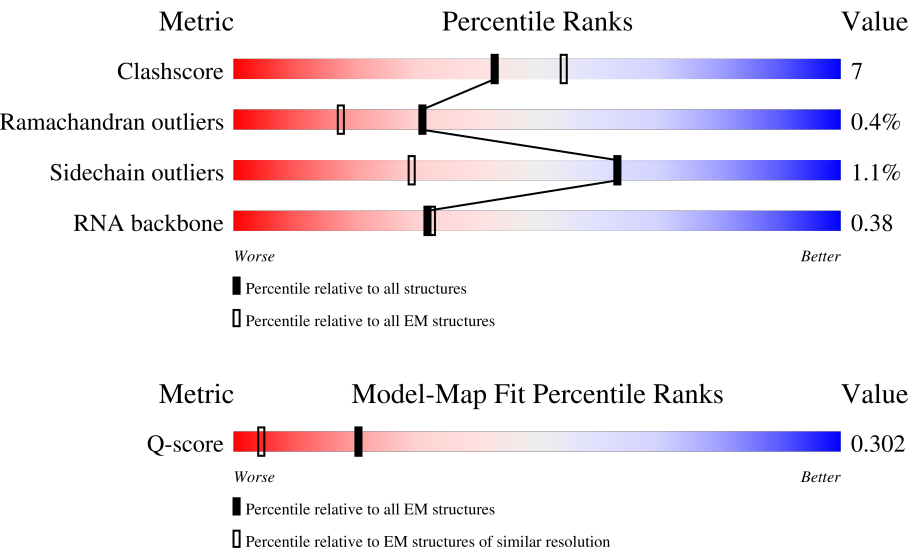 Metric Percentile Ranks Value
Clashscore 7
Ramachandran outliers 0.4%
Sidechain outliers 1.1%
RNA backbone 0.38
Worse Better
Percentile relative to all structures
Percentile relative to all EM structures
Metric Model-Map Fit Percentile Ranks Value
Q-score 0.302
Worse Better
Percentile relative to all EM structures
Percentile relative to EM structures of similar resolution